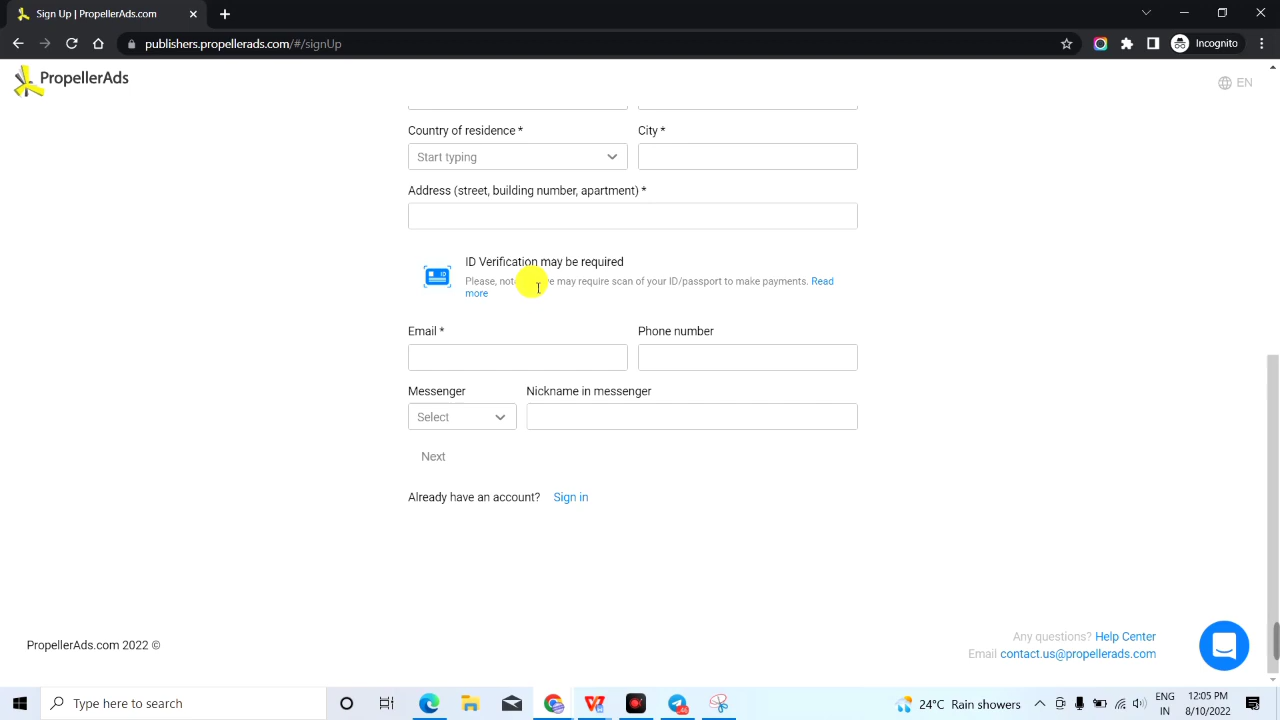 Sign Up | PropellerAds.com
publishers.propellerads.com/#/signUp
Incognito
PropellerAds
EN
Country of residence *
City *
Start typing
Address (street, building number, apartment) *
ID Verification may be required
Please, note we may require scan of your ID/passport to make payments. Read
more
Email *
Phone number
Messenger
Nickname in messenger
Select
Next
Already have an account? Sign in
PropellerAds.com 2022 ©
Any questions? Help Center
Email contact.us@propellerads.com
Type here to search
24°C Rain showers
ENG
IN
12:05 PM
8/10/2022